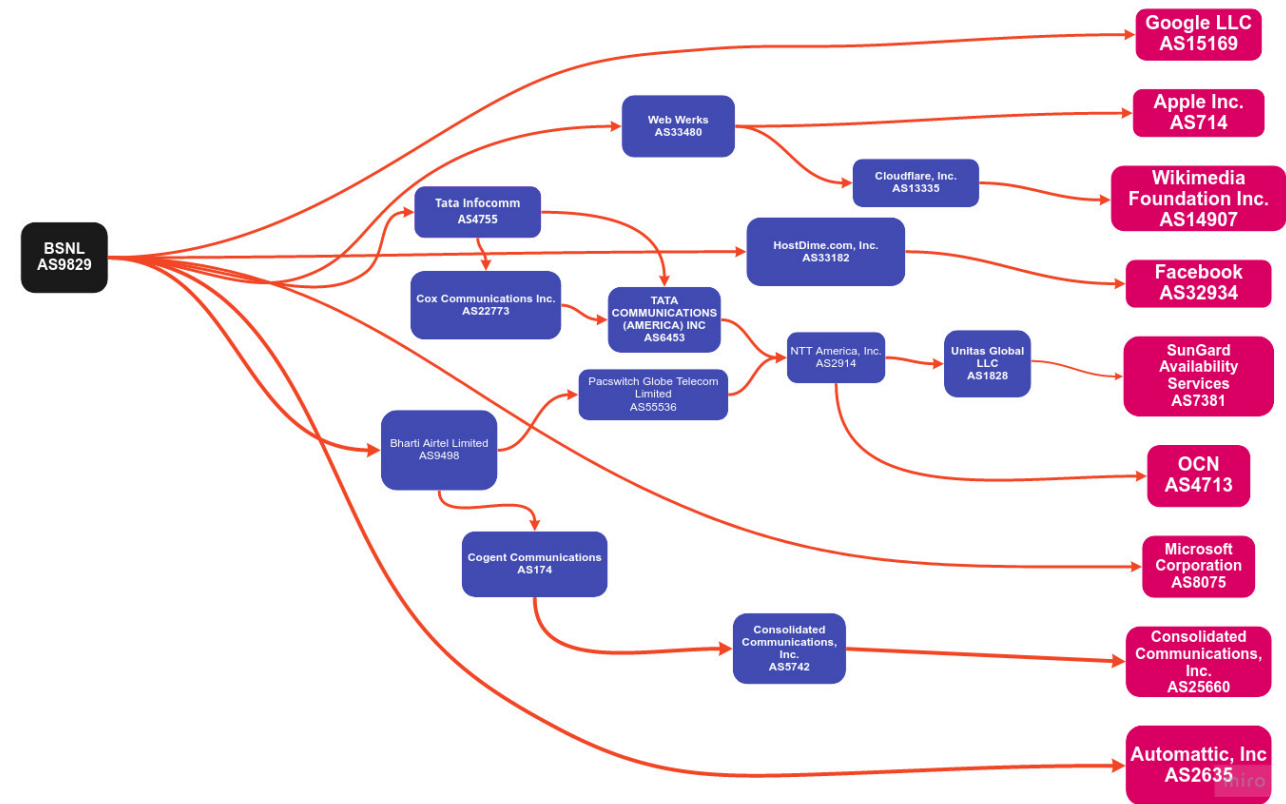 Google LLC
AS15169
Web Werks
AS33480
Apple Inc.
AS714
Cloudflare, Inc.
AS13335
Wikimedia
Foundation Inc.
AS14907
Tata Infocomm
AS4755
BSNL
AS9829
HostDime.com, Inc.
AS33182
Facebook
AS32934
Cox Communications Inc.
AS22773
TATA
COMMUNICATIONS
(AMERICA) INC
AS6453
NTT America, Inc.
AS2914
Unitas Global
LLC
AS1828
SunGard
Availability
Services
AS7381
Pacswitch Globe Telecom
Limited
AS55536
Bharti Airtel Limited
AS9498
OCN
AS4713
Cogent Communications
AS174
Microsoft
Corporation
AS8075
Consolidated
Communications,
Inc.
AS5742
Consolidated
Communications,
Inc.
AS25660
Automattic, Inc
AS2635
miro